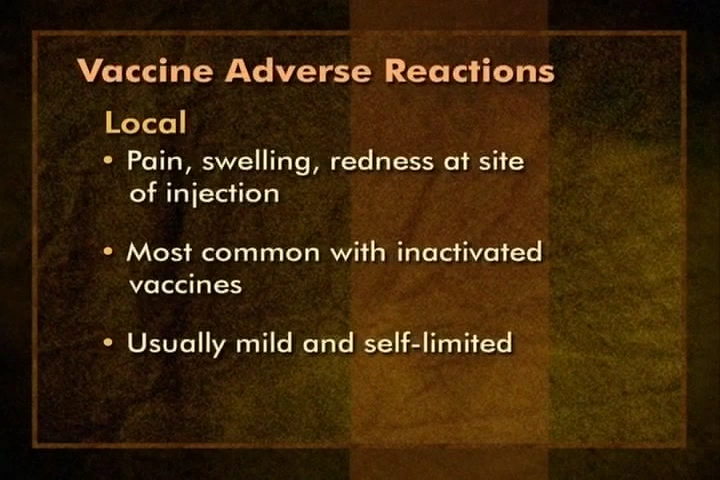 Vaccine Adverse Reactions
Local
• Pain, swelling, redness at site
of injection
• Most common with inactivated
vaccines
• Usually mild and self-limited